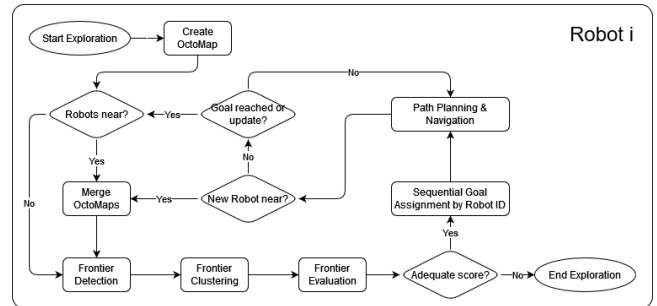 Robot i
Start Exploration
Create
OctoMap
No
Robots near?
Yes
Goal reached or
update?
Path Planning &
Navigation
Yes
No
No
Merge
OctoMaps
Yes
New Robot near?
Sequential Goal
Assignment by Robot ID
Yes
Frontier
Detection
Frontier
Clustering
Frontier
Evaluation
Adequate score?
No
End Exploration